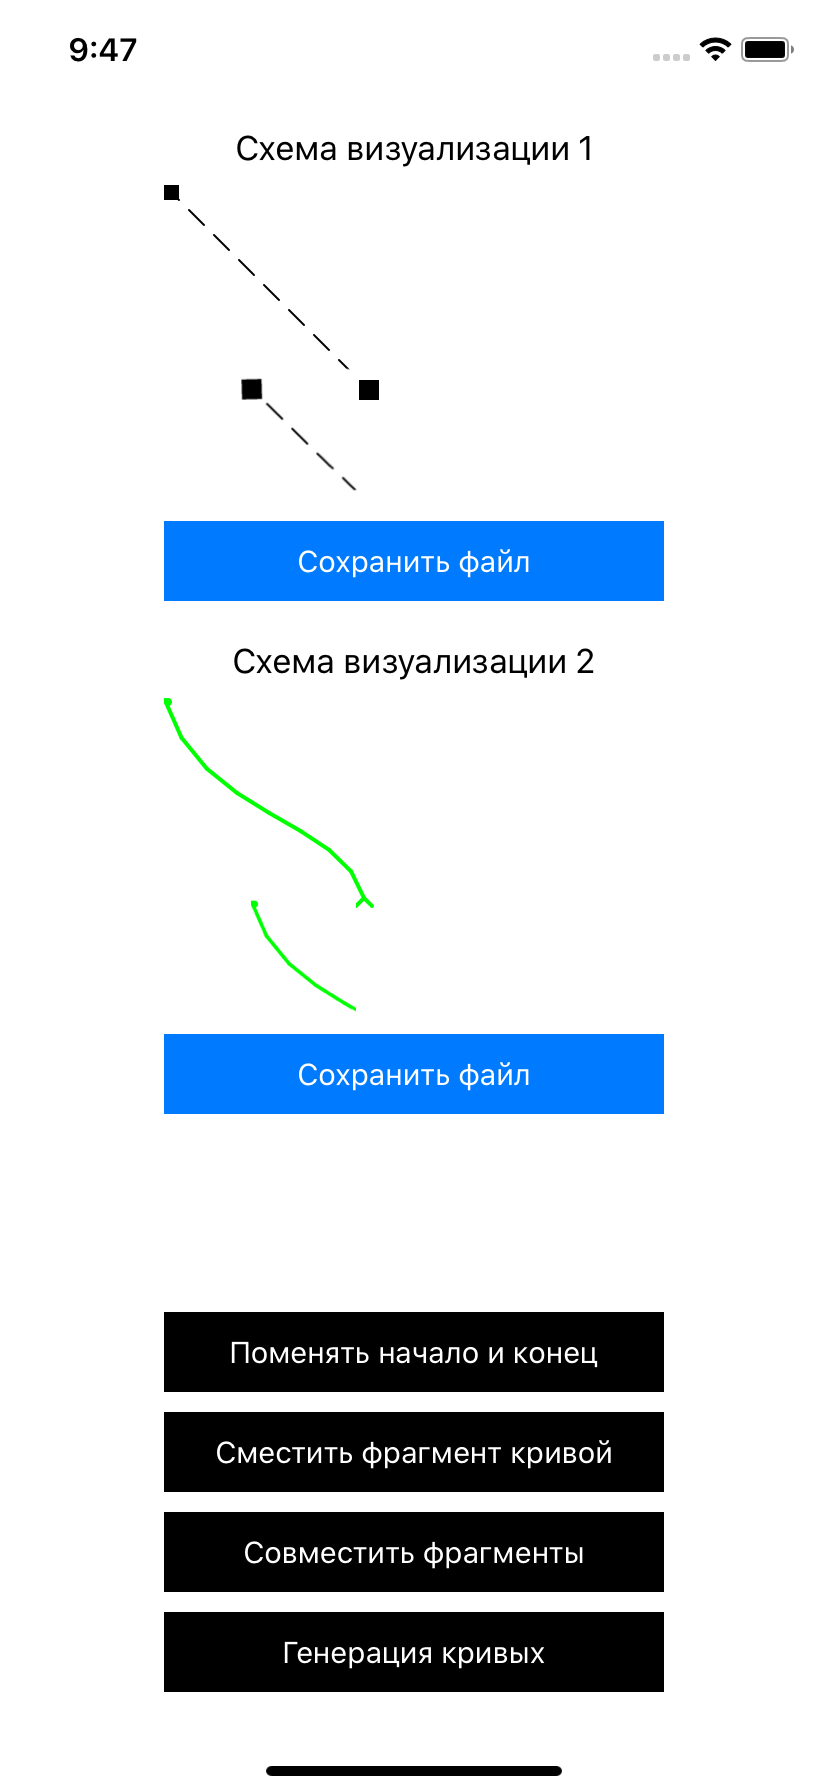 9:47
Схема визуализации 1
Сохранить файл
Схема визуализации 2
Сохранить файл
Поменять начало и конец
Сместить фрагмент кривой
Совместить фрагменты
Генерация кривых